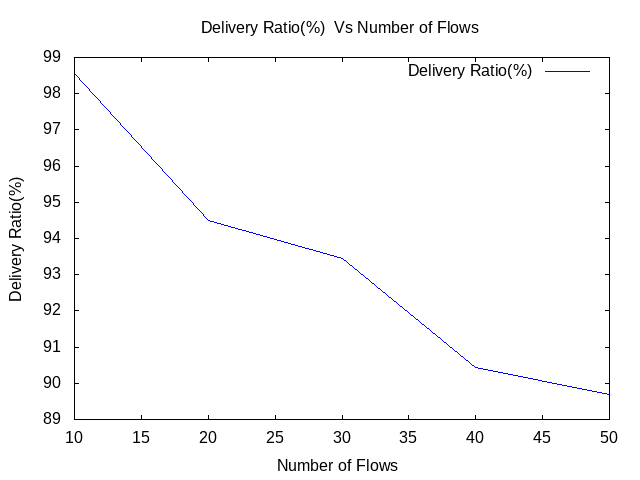 Delivery Ratio(%)  Vs Number of Flows
Delivery Ratio(%)
99
98
97
96
95
94
93
92
91
90
89
Delivery Ratio(%)
10 15 20 25 30 35 40 45 50
Number of Flows